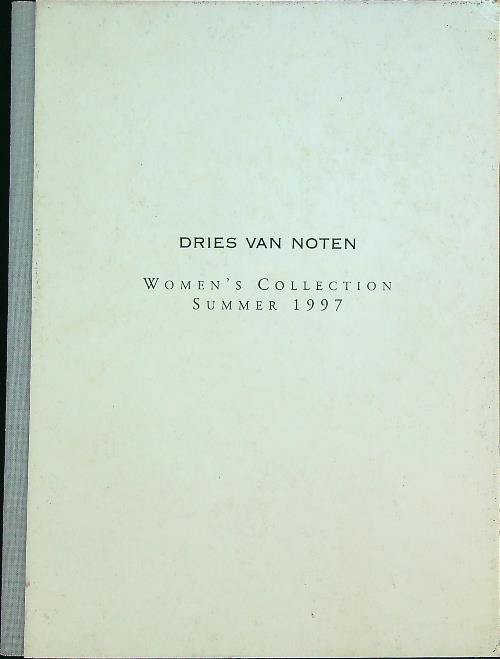 DRIES VAN NOTEN
WOMEN'S COLLECTION
SUMMER 1997